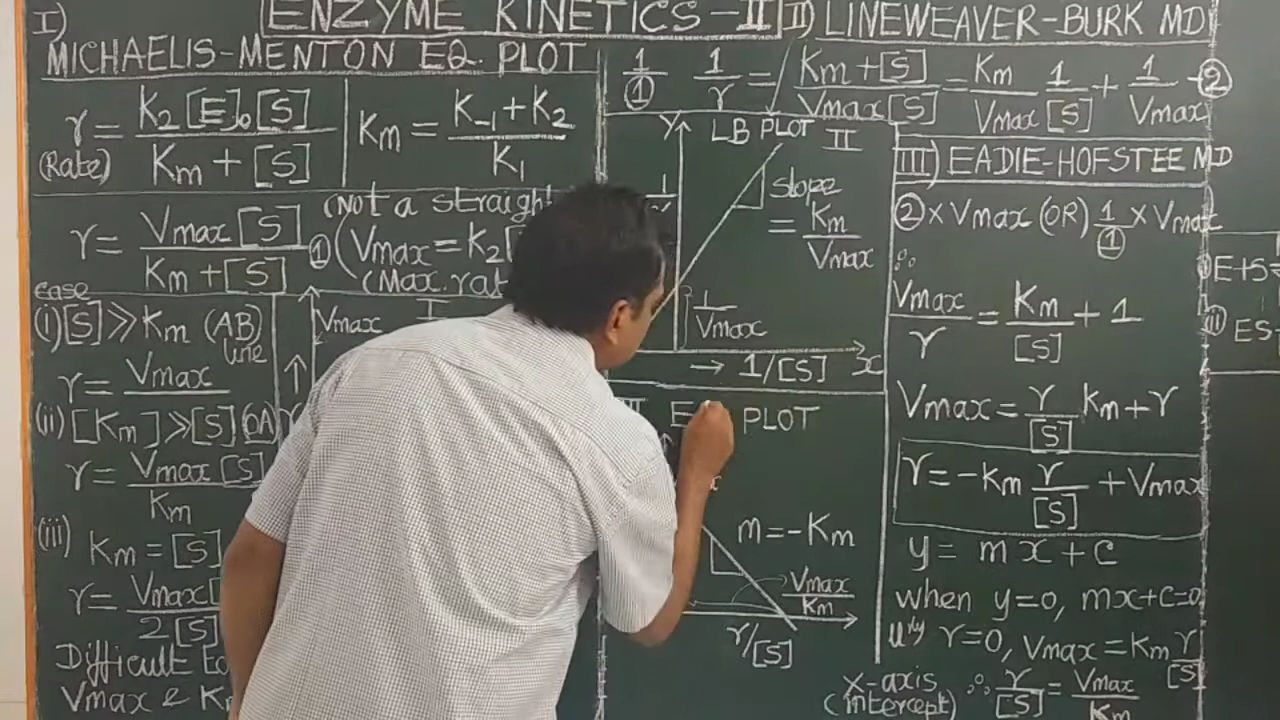 ENZYME KINETICS-II
I)
MICHAELIS-MENTON EQ. PLOT
r = K2[E]0[S] / Km + [S]
(Rate)
Km = K-1 + K2 / K1
r = Vmax[S] / Km + [S] ①
(Not a straight
(Vmax = K2[
(Max. rat
case
(i) [S] ≫ Km (AB) line
r = Vmax
(ii) [Km] ≫ [S] (OA)
r = Vmax[S] / Km
(iii) Km = [S]
r = Vmax[ / 2[S]
Difficult
Vmax &
I
Vmax
II) LINEWEAVER-BURK MD
1/① 1/r = Km + [S] / Vmax[S] = Km/Vmax 1/[S] + 1/Vmax -②
Y LB PLOT II
Slope
= Km/Vmax
1/Vmax
→ 1/[S] x
III E PLOT
m = -Km
Vmax/Km
r/[S]
III) EADIE-HOFSTEE MD
② × Vmax (OR) 1/① × Vmax
∴
Vmax/r = Km/[S] + 1
Vmax = r/[S] Km + r
r = -Km r/[S] + Vmax
y = mx + c
when y=0, mx+c=0
lllly r=0, Vmax = Km r/[S]
x-axis
(intercept) ∴ r/[S] = Vmax/Km
① E+S=
ii ES